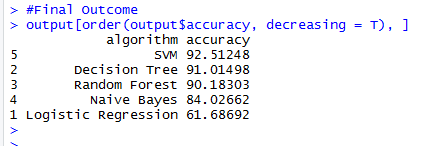 > #Final Outcome
> output[order(output$accuracy, decreasing = T), ]
            algorithm accuracy
5                 SVM 92.51248
2       Decision Tree 91.01498
3       Random Forest 90.18303
4         Naive Bayes 84.02662
1 Logistic Regression 61.68692
>
>